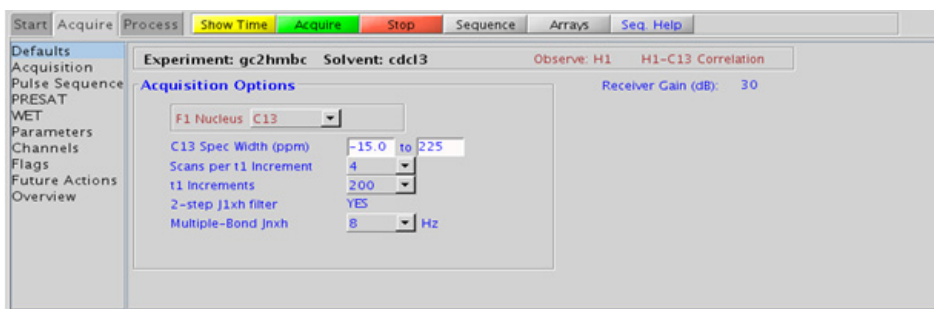 Start Acquire Process Show Time Acquire Stop Sequence Arrays Seq. Help
Defaults
Acquisition
Pulse Sequence
PRESAT
WET
Parameters
Channels
Flags
Future Actions
Overview
Experiment: gc2hmbc Solvent: cdcl3 Observe: H1 H1-C13 Correlation
Acquisition Options Receiver Gain (dB): 30
F1 Nucleus C13
C13 Spec Width (ppm) -15.0 to 225
Scans per t1 Increment 4
t1 Increments 200
2-step J1xh filter YES
Multiple-Bond Jnxh 8 Hz